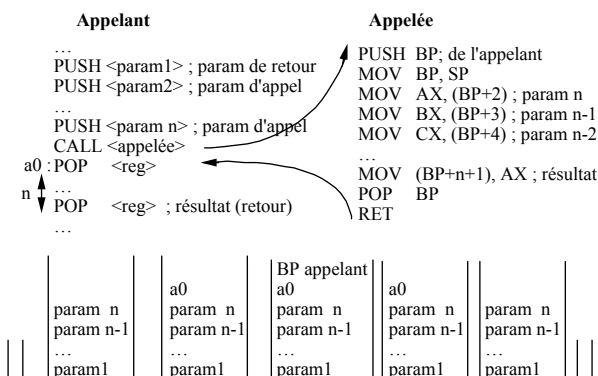 Appelant
…
PUSH <param1> ; param de retour
PUSH <param2> ; param d'appel
…
PUSH <param n> ; param d'appel
CALL <appelée>
a0 : POP <reg>
n …
POP <reg> ; résultat (retour)
…
Appelée
PUSH BP; de l'appelant
MOV BP, SP
MOV AX, (BP+2) ; param n
MOV BX, (BP+3) ; param n-1
MOV CX, (BP+4) ; param n-2
…
MOV (BP+n+1), AX ; résultat
POP BP
RET
param n
param n-1
…
param1
a0
param n
param n-1
…
param1
BP appelant
a0
param n
param n-1
…
param1
a0
param n
param n-1
…
param1
param n
param n-1
…
param1